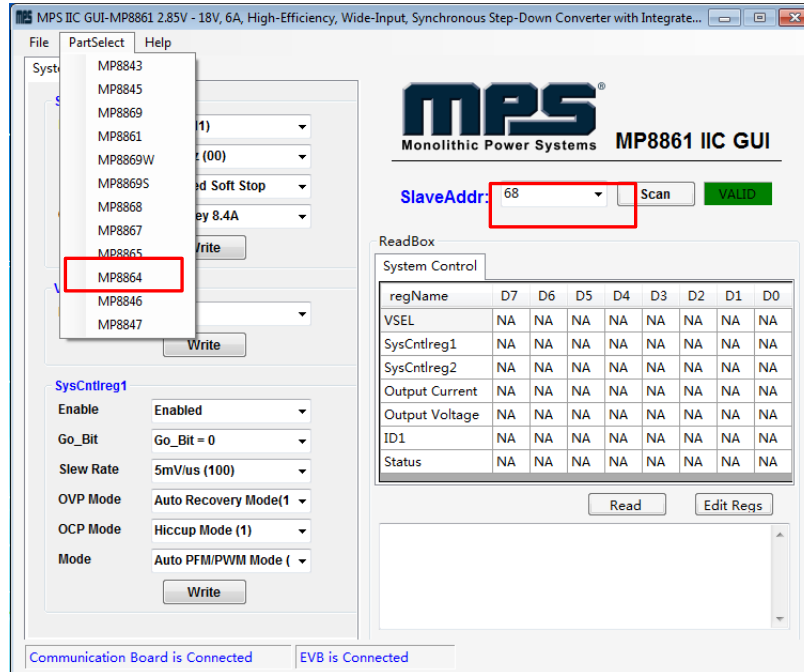 MPS IIC GUI-MP8861 2.85V - 18V, 6A, High-Efficiency, Wide-Input, Synchronous Step-Down Converter with Integrate...
File PartSelect Help
Syst
MP8843
MP8845
MP8869
MP8861
MP8869W
MP8869S
MP8868
MP8867
MP8865
MP8864
MP8846
MP8847
S
1)
z (00)
ed Soft Stop
ey 8.4A
Write
V
Write
SysCntlreg1
Enable Enabled
Go_Bit Go_Bit = 0
Slew Rate 5mV/us (100)
OVP Mode Auto Recovery Mode(1
OCP Mode Hiccup Mode (1)
Mode Auto PFM/PWM Mode (
Write
mps®
Monolithic Power Systems MP8861 IIC GUI
SlaveAddr: 68 Scan VALID
ReadBox
System Control
regName D7 D6 D5 D4 D3 D2 D1 D0
VSEL NA NA NA NA NA NA NA NA
SysCntlreg1 NA NA NA NA NA NA NA NA
SysCntlreg2 NA NA NA NA NA NA NA NA
Output Current NA NA NA NA NA NA NA NA
Output Voltage NA NA NA NA NA NA NA NA
ID1 NA NA NA NA NA NA NA NA
Status NA NA NA NA NA NA NA NA
Read Edit Regs
Communication Board is Connected EVB is Connected